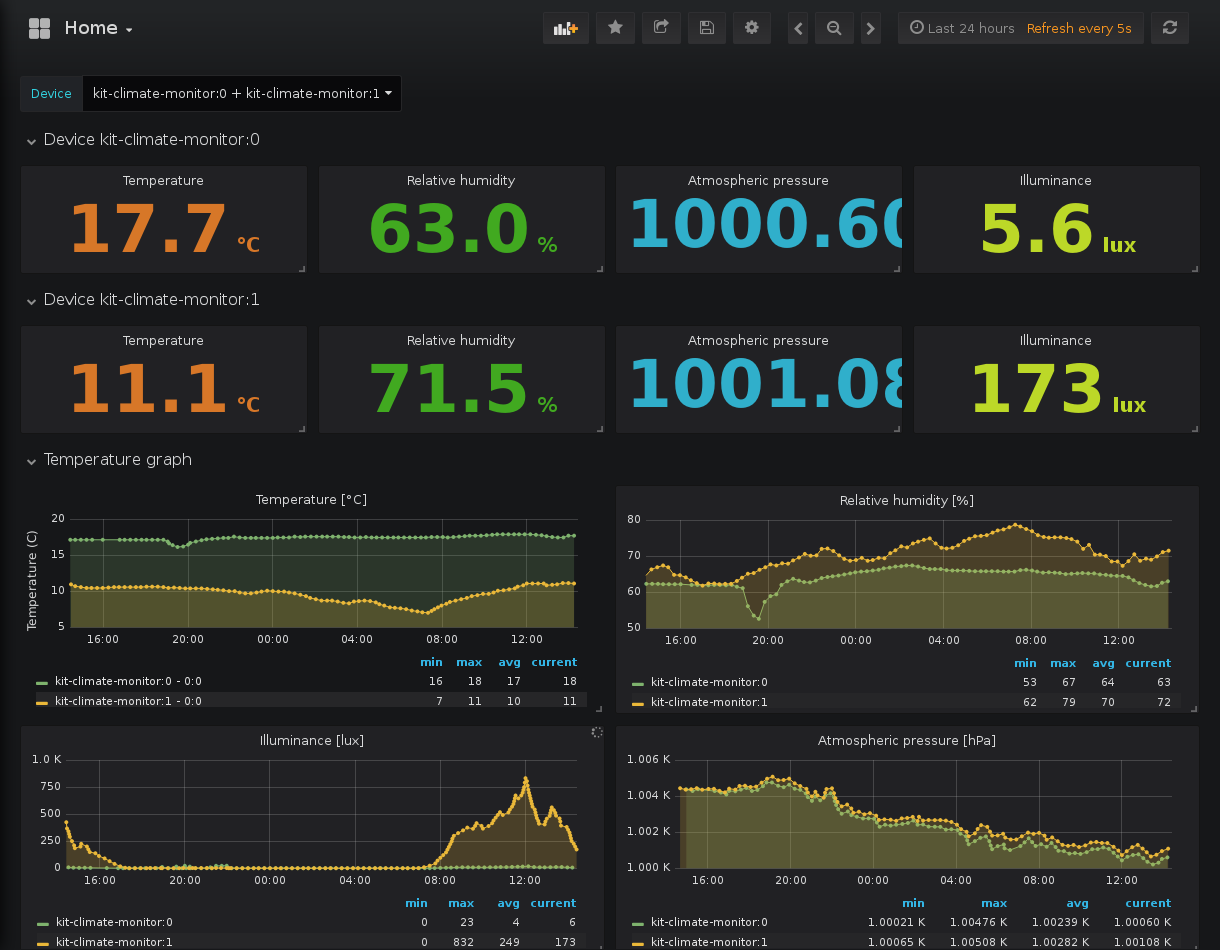 Home
Last 24 hours Refresh every 5s
Device kit-climate-monitor:0 + kit-climate-monitor:1
Device kit-climate-monitor:0
Temperature Relative humidity Atmospheric pressure Illuminance
17.7 °C 63.0 % 1000.60 5.6 lux
Device kit-climate-monitor:1
Temperature Relative humidity Atmospheric pressure Illuminance
11.1 °C 71.5 % 1001.08 173 lux
Temperature graph
Temperature [°C]
Temperature (C)
20
15
10
5
16:00 20:00 00:00 04:00 08:00 12:00
min max avg current
kit-climate-monitor:0 - 0:0 16 18 17 18
kit-climate-monitor:1 - 0:0 7 11 10 11
Relative humidity [%]
80
70
60
50
16:00 20:00 00:00 04:00 08:00 12:00
min max avg current
kit-climate-monitor:0 53 67 64 63
kit-climate-monitor:1 62 79 70 72
Illuminance [lux]
1.0 K
750
500
250
0
16:00 20:00 00:00 04:00 08:00 12:00
min max avg current
kit-climate-monitor:0 0 23 4 6
kit-climate-monitor:1 0 832 249 173
Atmospheric pressure [hPa]
1.006 K
1.004 K
1.002 K
1.000 K
16:00 20:00 00:00 04:00 08:00 12:00
min max avg current
kit-climate-monitor:0 1.00021 K 1.00476 K 1.00239 K 1.00060 K
kit-climate-monitor:1 1.00065 K 1.00508 K 1.00282 K 1.00108 K